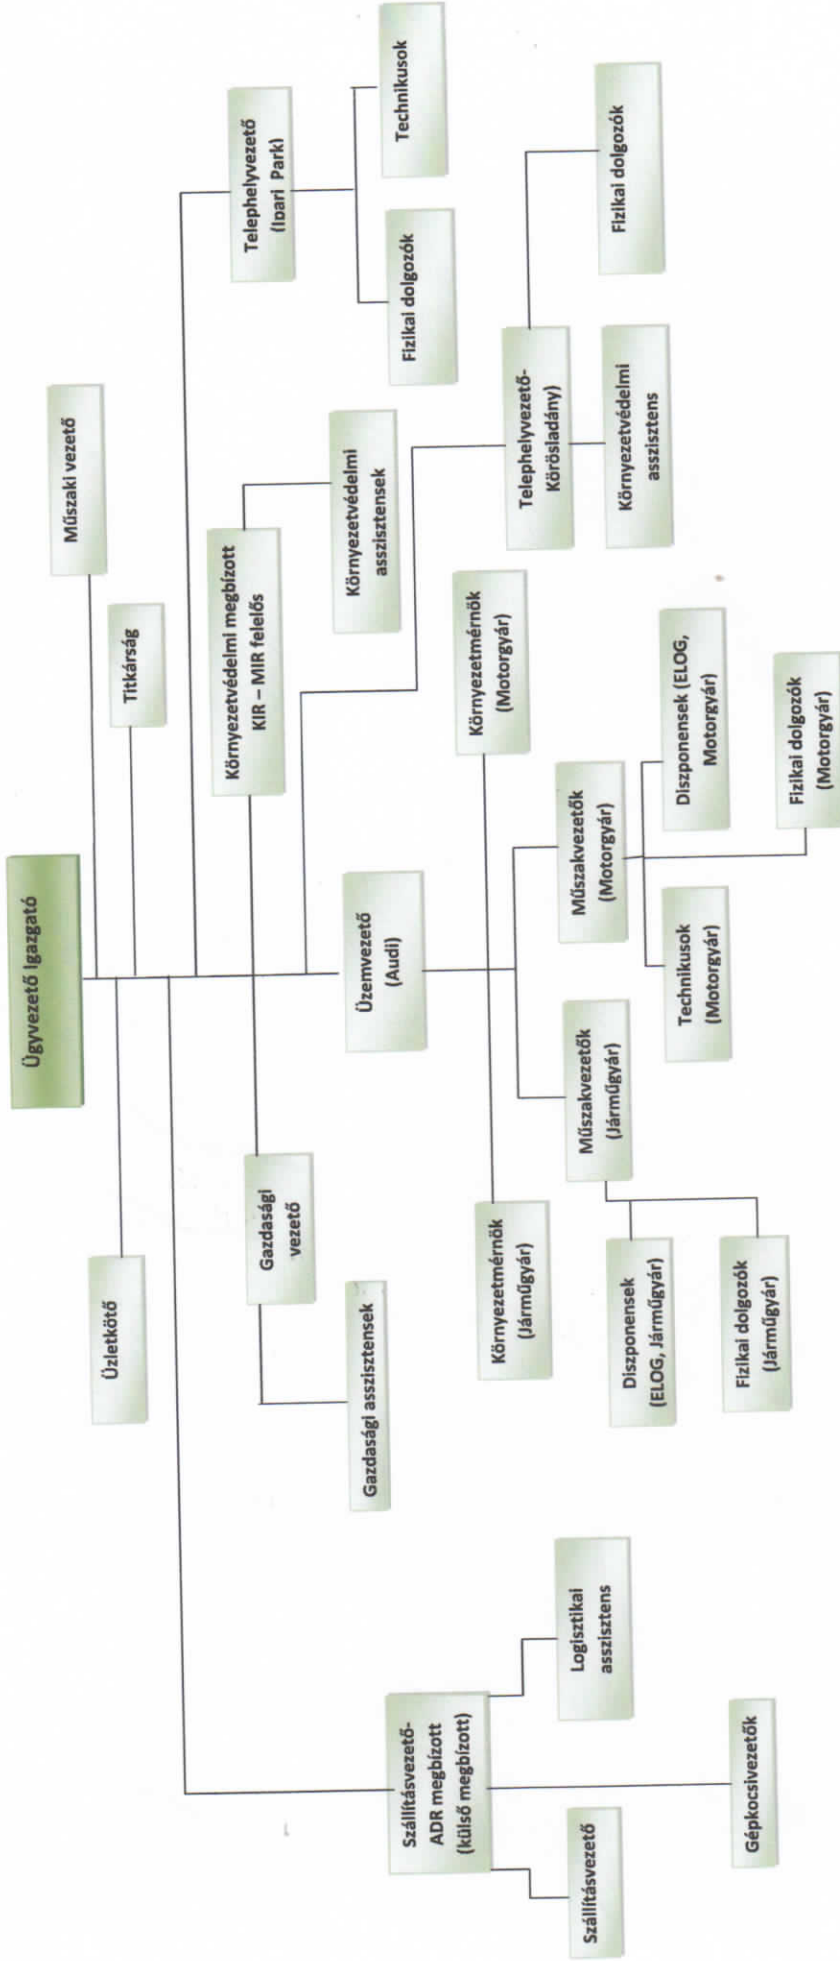 Ügyvezető Igazgató
Műszaki vezető
Titkárság
Üzletkötő
Telephelyvezető
(Ipari Park)
Technikusok
Fizikai dolgozók
Környezetvédelmi megbízott
KIR – MIR felelős
Környezetvédelmi
asszisztensek
Gazdasági
vezető
Gazdasági asszisztensek
Üzemvezető
(Audi)
Telephelyvezető-
Körösladány)
Fizikai dolgozók
Környezetvédelmi
asszisztens
Szállításvezető-
ADR megbízott
(külső megbízott)
Szállításvezető
Gépkocsivezetők
Logisztikai
asszisztens
Környezetmérnök
(Járműgyár)
Környezetmérnök
(Motorgyár)
Műszakvezetők
(Járműgyár)
Műszakvezetők
(Motorgyár)
Diszponensek
(ELOG, Járműgyár)
Fizikai dolgozók
(Járműgyár)
Technikusok
(Motorgyár)
Diszponensek (ELOG,
Motorgyár)
Fizikai dolgozók
(Motorgyár)